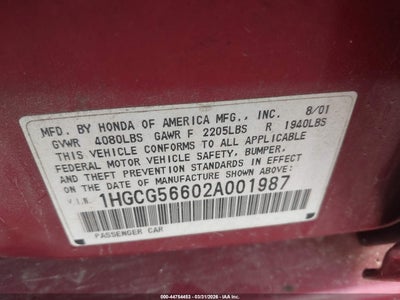 MFD. BY HONDA OF AMERICA MFG., INC. 8/01
GVWR 4080LBS GAWR F 2205LBS R 1940LBS
THIS VEHICLE CONFORMS TO ALL APPLICABLE
FEDERAL MOTOR VEHICLE SAFETY, BUMPER,
AND THEFT PREVENTION STANDARDS IN EFFECT
ON THE DATE OF MANUFACTURE SHOWN ABOVE.
V.I.N. 1HGCG56602A001987
PASSENGER CAR
000-44754453 - 03/31/2026 - IAA